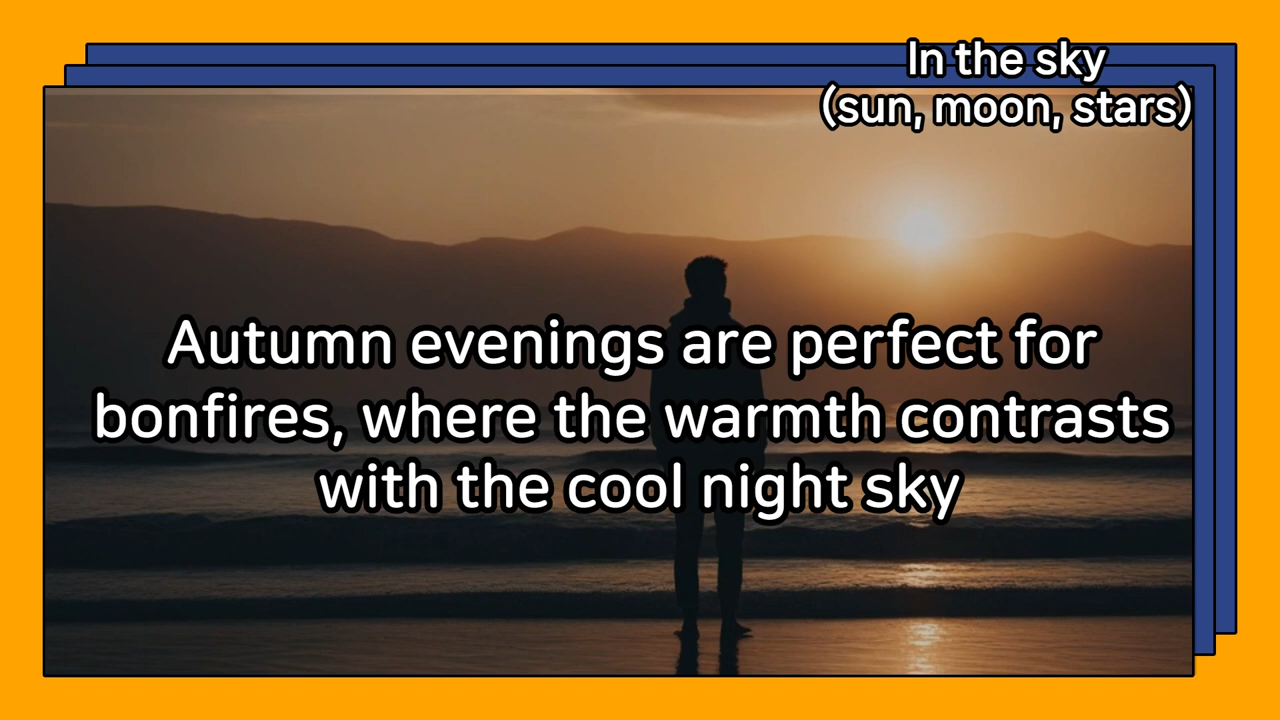 In the sky
(sun, moon, stars)
Autumn evenings are perfect for
bonfires, where the warmth contrasts
with the cool night sky